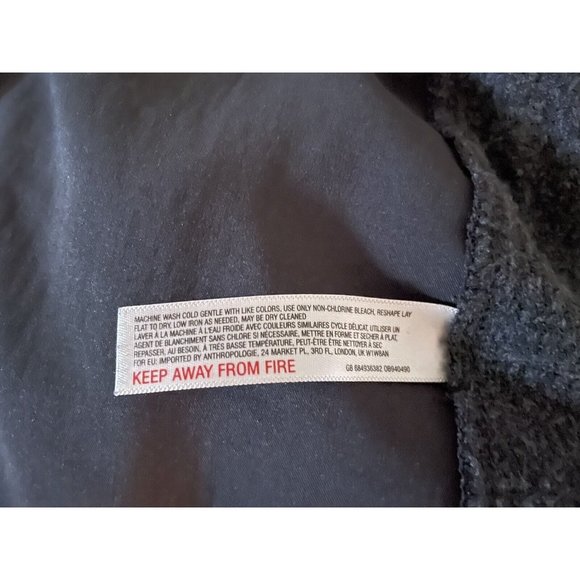 MACHINE WASH COLD GENTLE WITH LIKE COLORS, USE ONLY NON-CHLORINE BLEACH, RESHAPE LAY
FLAT TO DRY, LOW IRON AS NEEDED, MAY BE DRY CLEANED
LAVER À LA MACHINE À L'EAU FROIDE AVEC COULEURS SIMILAIRES CYCLE DÉLICAT, UTILISER UN
AGENT DE BLANCHIMENT SANS CHLORE SI NÉCESSAIRE, METTRE EN FORME ET SÉCHER À PLAT,
REPASSER, AU BESOIN, À TRÈS BASSE TEMPÉRATURE, PEUT-ÊTRE ÊTRE NETTOYER À SEC
FOR EU: IMPORTED BY ANTHROPOLOGIE, 24 MARKET PL, 3RD FL, LONDON, UK W1W8AN
KEEP AWAY FROM FIRE GB 884936382 OB940490